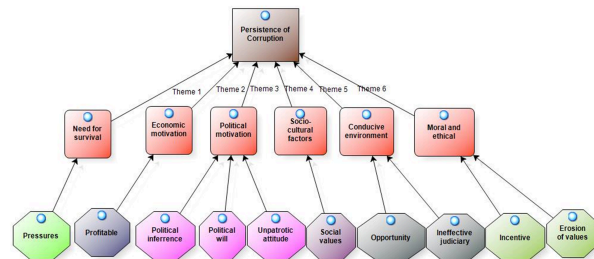 Persistence of
Corruption
Theme 1
Theme 2
Theme 3
Theme 4
Theme 5
Theme 6
Need for
survival
Economic
motivation
Political
motivation
Socio-
cultural
factors
Conducive
environment
Moral and
ethical
Pressures
Profitable
Political
inferrence
Political
will
Unpatrotic
attitude
Social
values
Opportunity
Ineffective
judiciary
Incentive
Erosion
of values